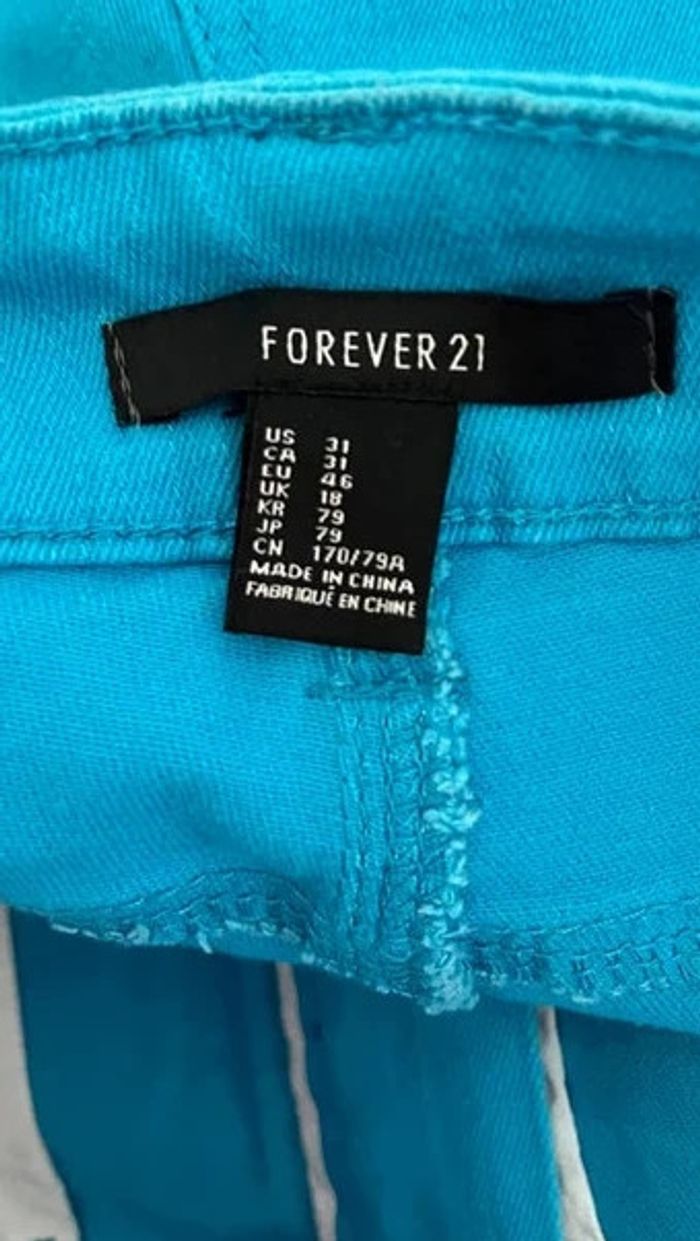 FOREVER 21
US 31
CA 31
EU 46
UK 18
KR 79
JP 79
CN 170/79A
MADE IN CHINA
FABRIQUÉ EN CHINE